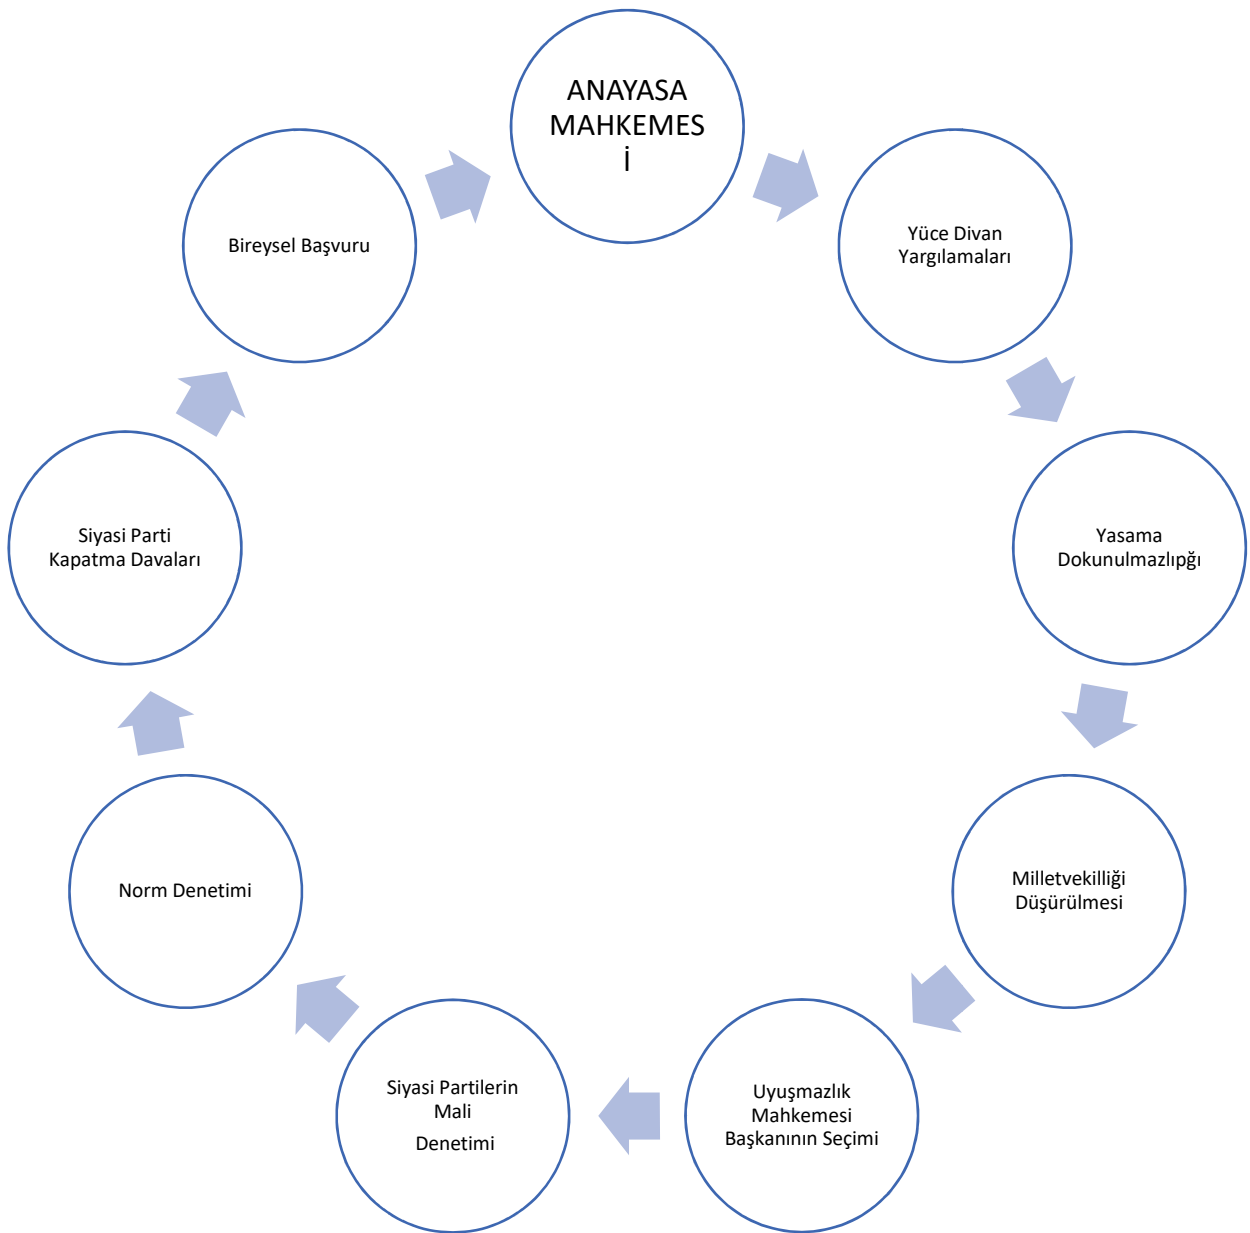 ANAYASA
MAHKEMES
İ
Yüce Divan
Yargılamaları
Yasama
Dokunulmazlıpğı
Milletvekilliği
Düşürülmesi
Uyuşmazlık
Mahkemesi
Başkanının Seçimi
Siyasi Partilerin
Mali
Denetimi
Norm Denetimi
Siyasi Parti
Kapatma Davaları
Bireysel Başvuru